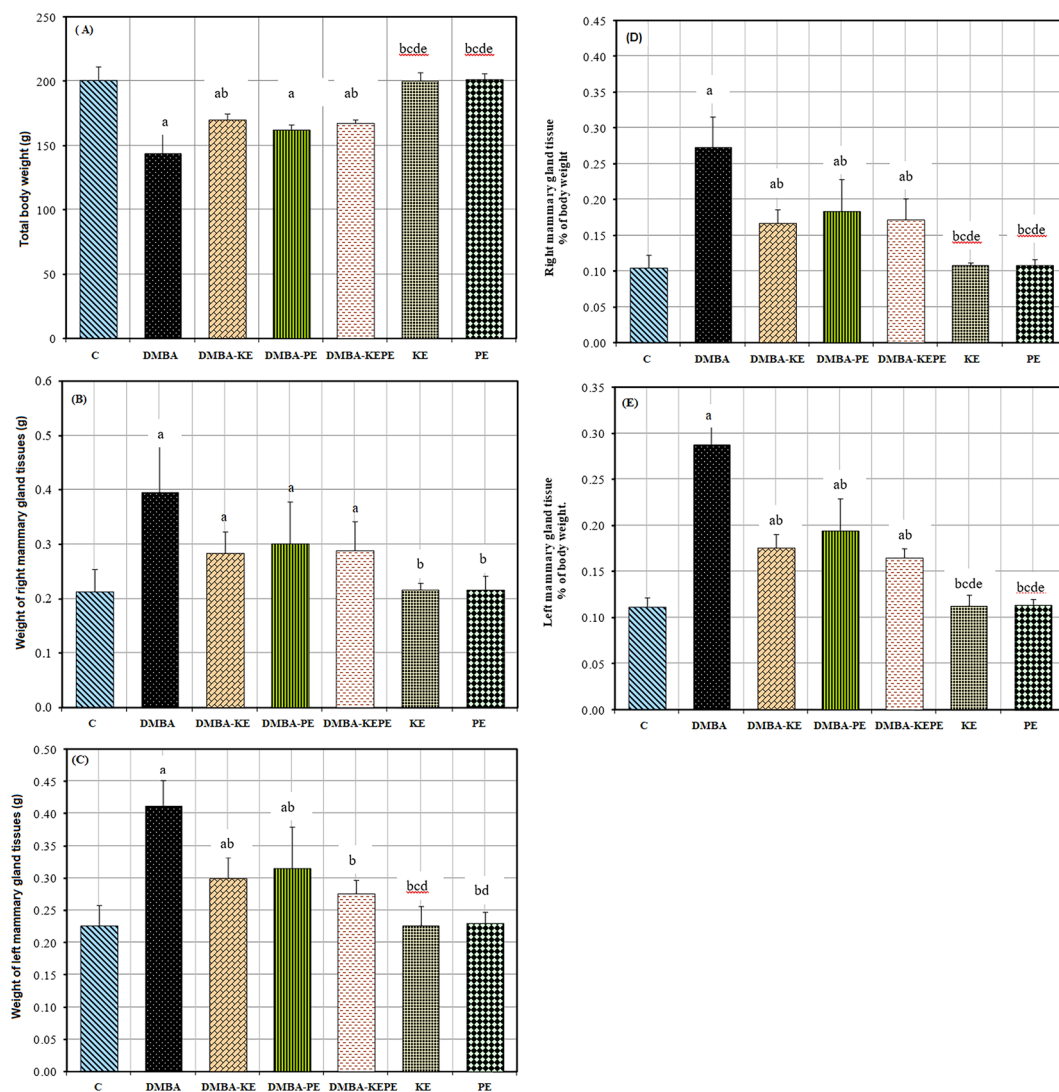 (A)
Total body weight (g)
250
200
150
100
50
0
a
ab
a
ab
bcde
bcde
C DMBA DMBA-KE DMBA-PE DMBA-KEPE KE PE
(B)
Weight of right mammary gland tissues (g)
0.6
0.5
0.4
0.3
0.2
0.1
0.0
a
a
a
a
b
b
C DMBA DMBA-KE DMBA-PE DMBA-KEPE KE PE
(C)
Weight of left mammary gland tissues (g)
0.50
0.45
0.40
0.35
0.30
0.25
0.20
0.15
0.10
0.05
0.00
a
ab
ab
b
bcd
bd
C DMBA DMBA-KE DMBA-PE DMBA-KEPE KE PE
(D)
Right mammary gland tissue
% of body weight
0.45
0.40
0.35
0.30
0.25
0.20
0.15
0.10
0.05
0.00
a
ab
ab
ab
bcde
bcde
C DMBA DMBA-KE DMBA-PE DMBA-KEPE KE PE
(E)
Left mammary gland tissue
% of body weight.
0.35
0.30
0.25
0.20
0.15
0.10
0.05
0.00
a
ab
ab
ab
bcde
bcde
C DMBA DMBA-KE DMBA-PE DMBA-KEPE KE PE